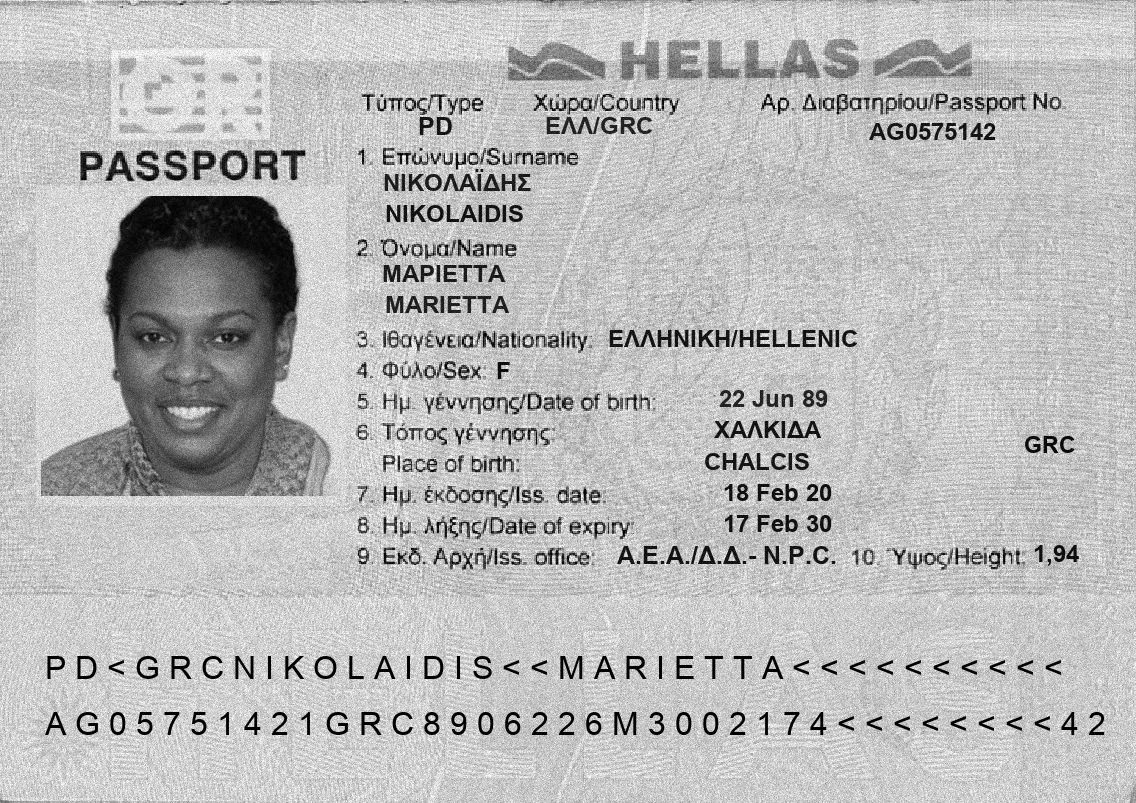 GR
HELLAS
PASSPORT
Τύπος/Type Χώρα/Country Αρ. Διαβατηρίου/Passport No.
PD ΕΛΛ/GRC AG0575142
1. Επώνυμο/Surname
ΝΙΚΟΛΑΪΔΗΣ
NIKOLAIDIS
2. Όνομα/Name
ΜΑΡΙΕΤΤΑ
MARIETTA
3. Ιθαγένεια/Nationality: ΕΛΛΗΝΙΚΗ/HELLENIC
4. Φύλο/Sex: F
5. Ημ. γέννησης/Date of birth: 22 Jun 89
6. Τόπος γέννησης: ΧΑΛΚΙΔΑ
Place of birth: CHALCIS GRC
7. Ημ. έκδοσης/Iss. date: 18 Feb 20
8. Ημ. λήξης/Date of expiry: 17 Feb 30
9 Εκδ. Αρχή/Iss. office: Α.Ε.Α./Δ.Δ.- N.P.C. 10. Ύψος/Height: 1,94
PD<GRCNIKOLAIDIS<<MARIETTA<<<<<<<<<<
AG05751421GRC8906226M3002174<<<<<<<<42